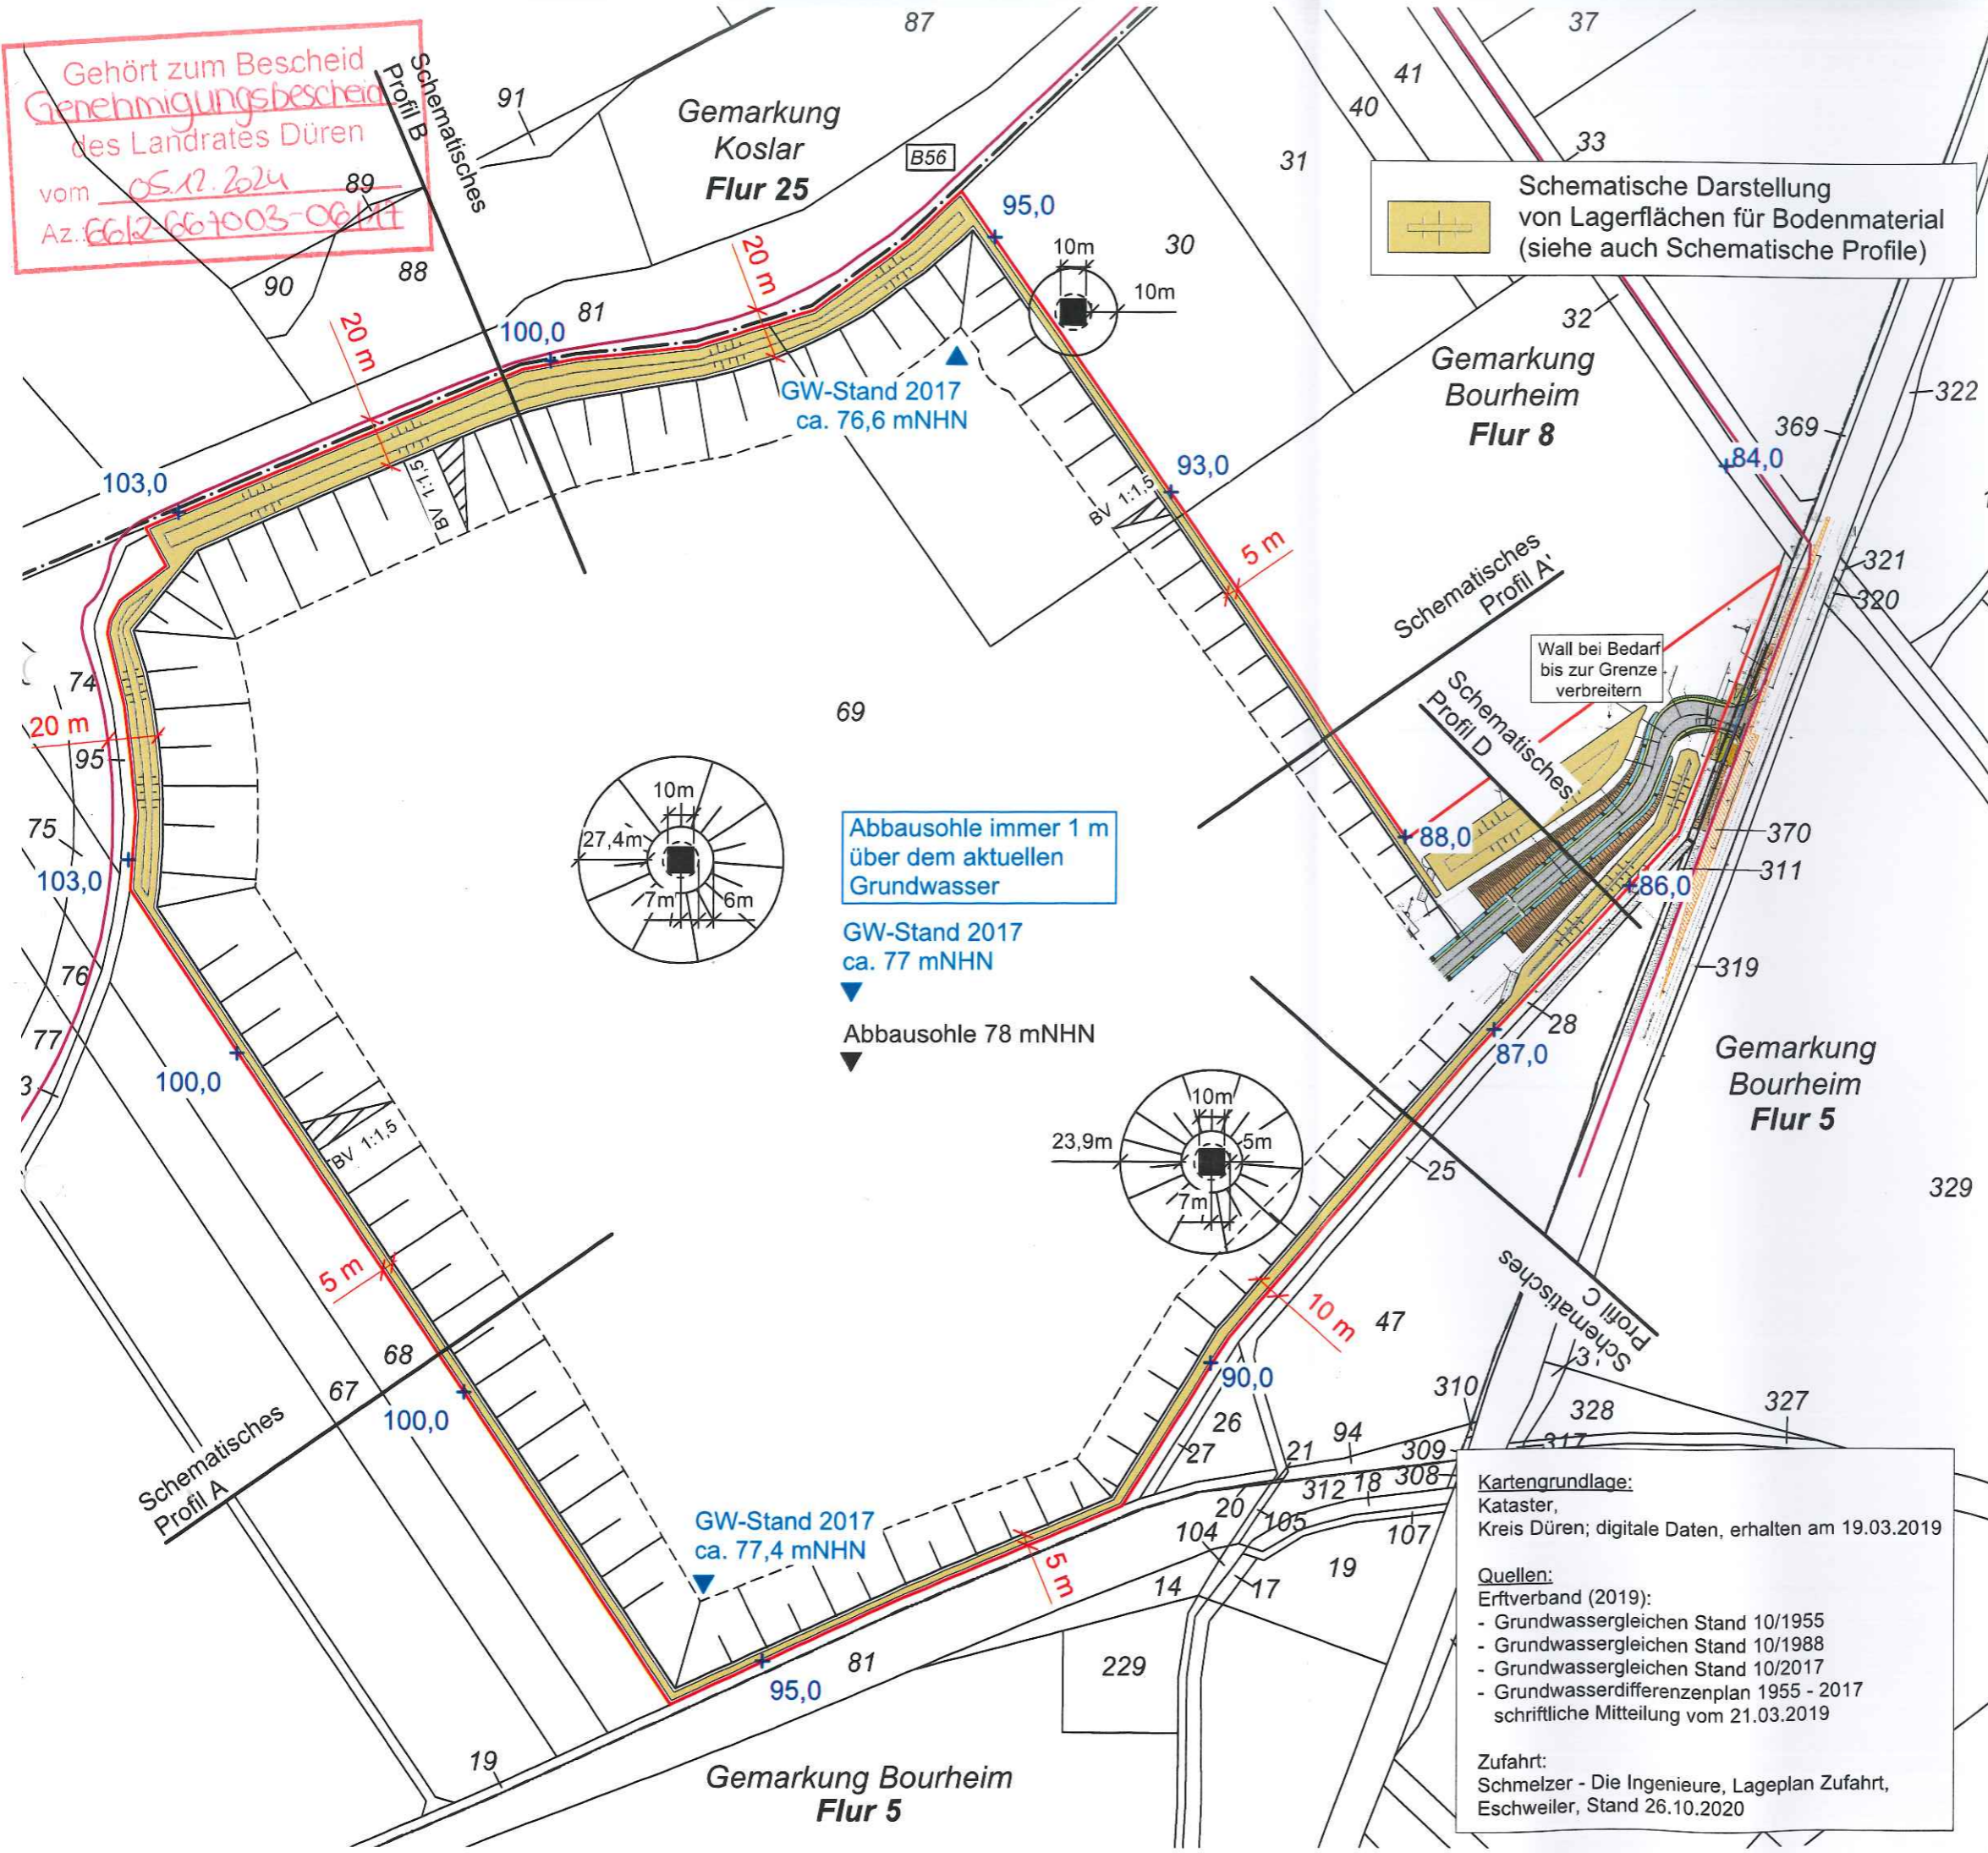 Gehört zum Bescheid
Genehmigungsbescheid
des Landrates Düren
vom 05.12.2024
Az.:
Schematisches
Profil B
87
37
91
Gemarkung
Koslar
Flur 25
B56
41
40
31
33
Schematische Darstellung
von Lagerflächen für Bodenmaterial
(siehe auch Schematische Profile)
89
90
88
81
20 m
20 m
100,0
95,0
10m
10m
30
32
Gemarkung
Bourheim
Flur 8
322
369
84,0
GW-Stand 2017
ca. 76,6 mNHN
103,0
BV 1:1,5
93,0
BV 1:1,5
5 m
Schematisches
Profil A'
321
320
Wall bei Bedarf
bis zur Grenze
verbreitern
Schematisches
Profil D
74
20 m
95
69
75
103,0
10m
27,4m
7m
6m
Abbausohle immer 1 m
über dem aktuellen
Grundwasser
GW-Stand 2017
ca. 77 mNHN
Abbausohle 78 mNHN
88,0
86,0
370
311
319
28
87,0
Gemarkung
Bourheim
Flur 5
76
77
3
100,0
BV 1:1,5
10m
23,9m
5m
7m
25
329
5 m
10 m
47
Schematisches
Profil C
68
67
100,0
90,0
Schematisches
Profil A
26
27
21
94
310
309
308
328
327
317
312
18
20
105
104
107
19
14
17
GW-Stand 2017
ca. 77,4 mNHN
5 m
81
95,0
229
19
Gemarkung Bourheim
Flur 5
Kartengrundlage:
Kataster,
Kreis Düren; digitale Daten, erhalten am 19.03.2019
Quellen:
Erftverband (2019):
- Grundwassergleichen Stand 10/1955
- Grundwassergleichen Stand 10/1988
- Grundwassergleichen Stand 10/2017
- Grundwasserdifferenzenplan 1955 - 2017
schriftliche Mitteilung vom 21.03.2019
Zufahrt:
Schmelzer - Die Ingenieure, Lageplan Zufahrt,
Eschweiler, Stand 26.10.2020